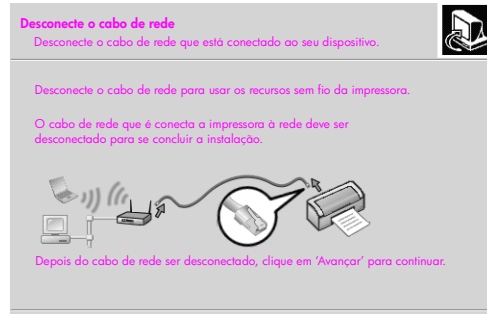 Desconecte o cabo de rede
Desconecte o cabo de rede que está conectado ao seu dispositivo.
Desconecte o cabo de rede para usar os recursos sem fio da impressora.
O cabo de rede que é conecta a impressora à rede deve ser
desconectado para se concluir a instalação.
Depois do cabo de rede ser desconectado, clique em ‘Avançar’ para continuar.